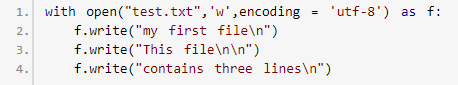 1. with open("test.txt",'w',encoding = 'utf-8') as f:
2.     f.write("my first file\n")
3.     f.write("This file\n\n")
4.     f.write("contains three lines\n")